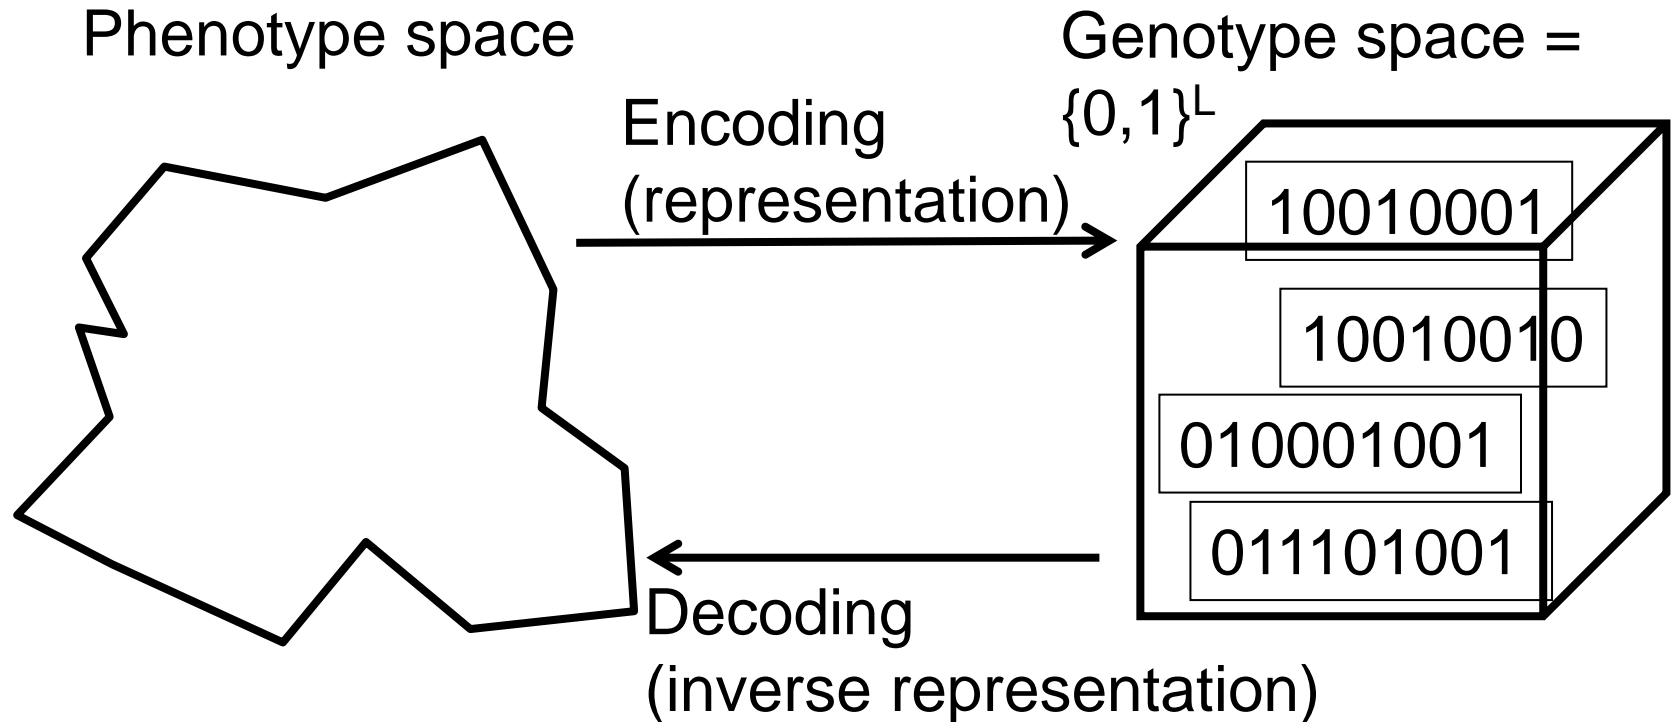 Phenotype space
Genotype space =
{0,1}ᴸ
Encoding
(representation)
10010001
10010010
010001001
011101001
Decoding
(inverse representation)